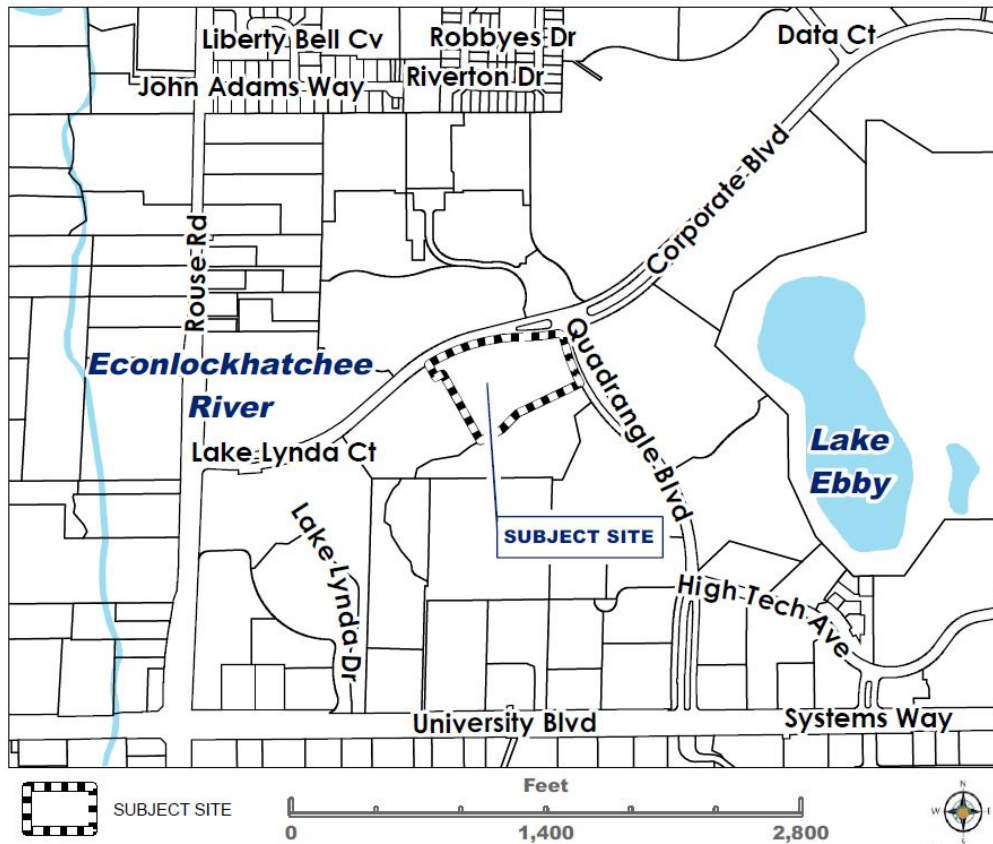 Liberty Bell Cv
Robbyes Dr
Data Ct
John Adams Way
Riverton Dr
Corporate Blvd
Rouse Rd
Econlockhatchee
River
Quadrangle Blvd
Lake Lynda Ct
Lake
Ebby
Lake Lynda Dr
SUBJECT SITE
High Tech Ave
University Blvd
Systems Way
SUBJECT SITE
Feet
0
1,400
2,800
N
W
E
S